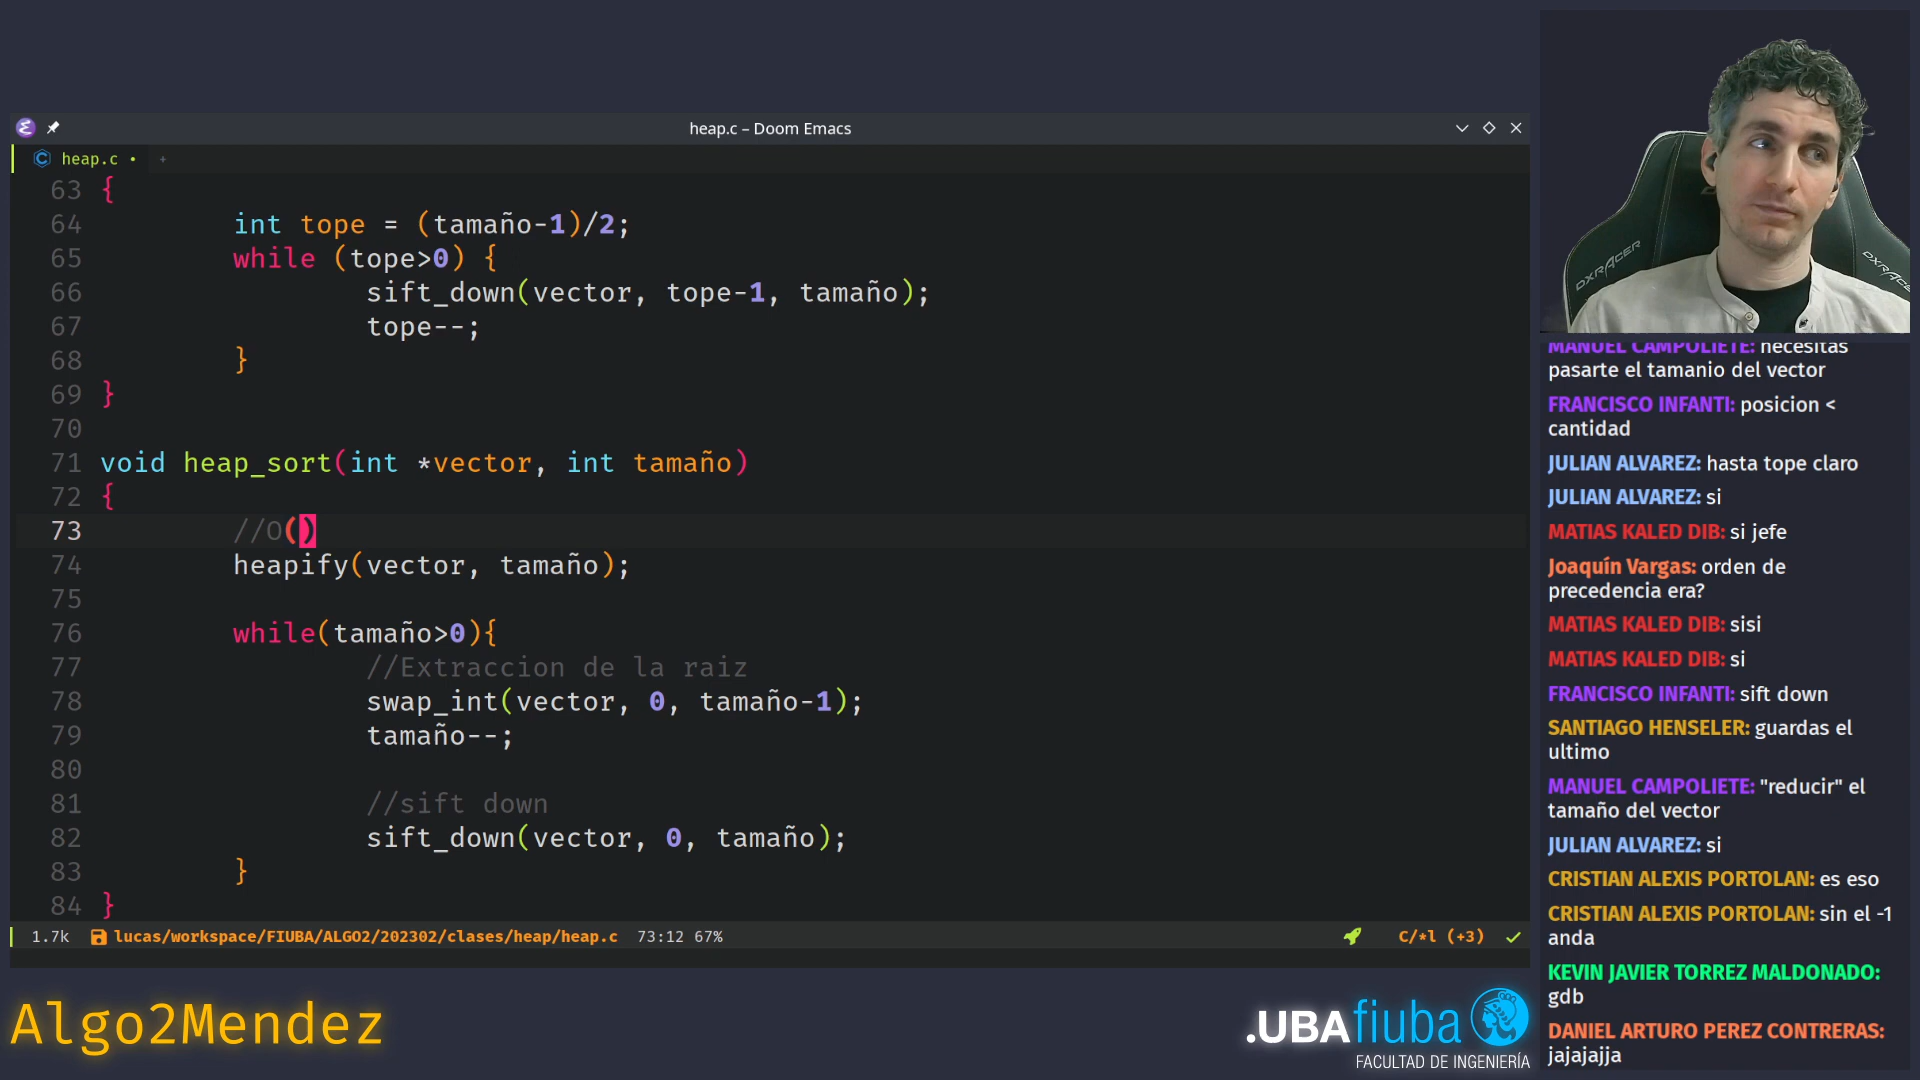 heap.c – Doom Emacs
heap.c • +
63 {
64 int tope = (tamaño-1)/2;
65 while (tope>0) {
66 sift_down(vector, tope-1, tamaño);
67 tope--;
68 }
69 }
70
71 void heap_sort(int *vector, int tamaño)
72 {
73 //O()
74 heapify(vector, tamaño);
75
76 while(tamaño>0){
77 //Extraccion de la raiz
78 swap_int(vector, 0, tamaño-1);
79 tamaño--;
80
81 //sift down
82 sift_down(vector, 0, tamaño);
83 }
84 }
1.7k lucas/workspace/FIUBA/ALGO2/202302/clases/heap/heap.c 73:12 67% C/*l (+3)
DXRACER
DXRACER
MANUEL CAMPOLIETE: necesitas
pasarte el tamanio del vector
FRANCISCO INFANTI: posicion <
cantidad
JULIAN ALVAREZ: hasta tope claro
JULIAN ALVAREZ: si
MATIAS KALED DIB: si jefe
Joaquín Vargas: orden de
precedencia era?
MATIAS KALED DIB: sisi
MATIAS KALED DIB: si
FRANCISCO INFANTI: sift down
SANTIAGO HENSELER: guardas el
ultimo
MANUEL CAMPOLIETE: "reducir" el
tamaño del vector
JULIAN ALVAREZ: si
CRISTIAN ALEXIS PORTOLAN: es eso
CRISTIAN ALEXIS PORTOLAN: sin el -1
anda
KEVIN JAVIER TORREZ MALDONADO:
gdb
DANIEL ARTURO PEREZ CONTRERAS:
jajajajja
Algo2Mendez
.UBAfiuba
FACULTAD DE INGENIERÍA